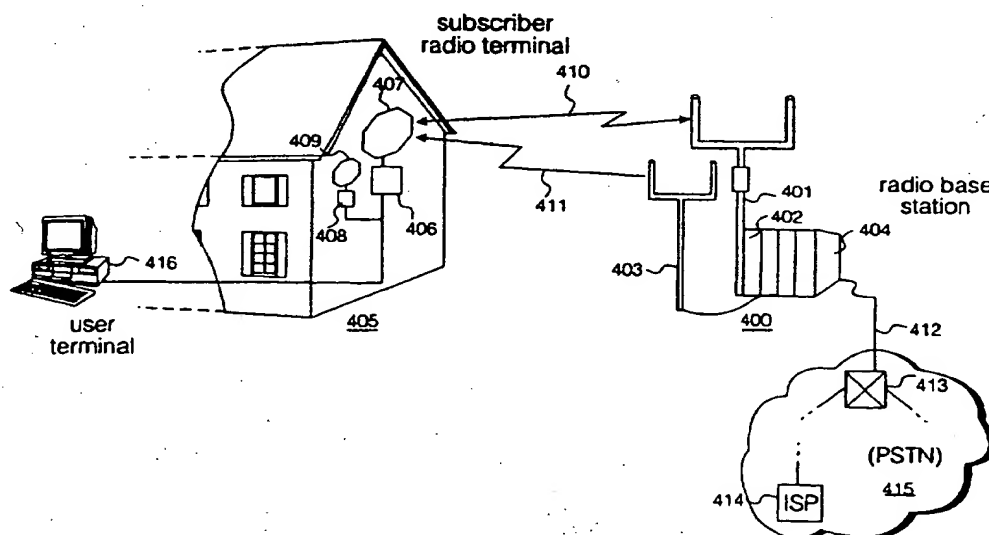 subscriber
radio terminal
410
407
409
401
radio base
station
402
404
411
408
406
416
403
user
terminal
405
400
412
413
(PSTN)
415
414
ISP